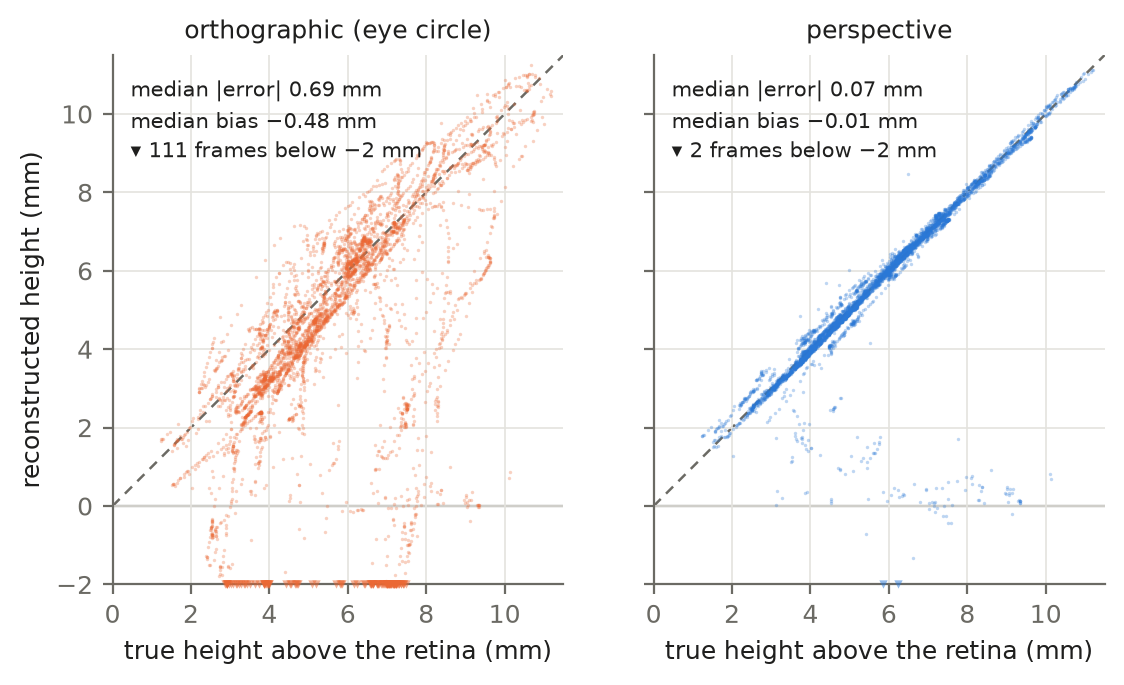 orthographic (eye circle)
median |error| 0.69 mm
median bias −0.48 mm
▼ 111 frames below −2 mm
reconstructed height (mm)
10
8
6
4
2
0
−2
0 2 4 6 8 10
true height above the retina (mm)
perspective
median |error| 0.07 mm
median bias −0.01 mm
▼ 2 frames below −2 mm
0 2 4 6 8 10
true height above the retina (mm)